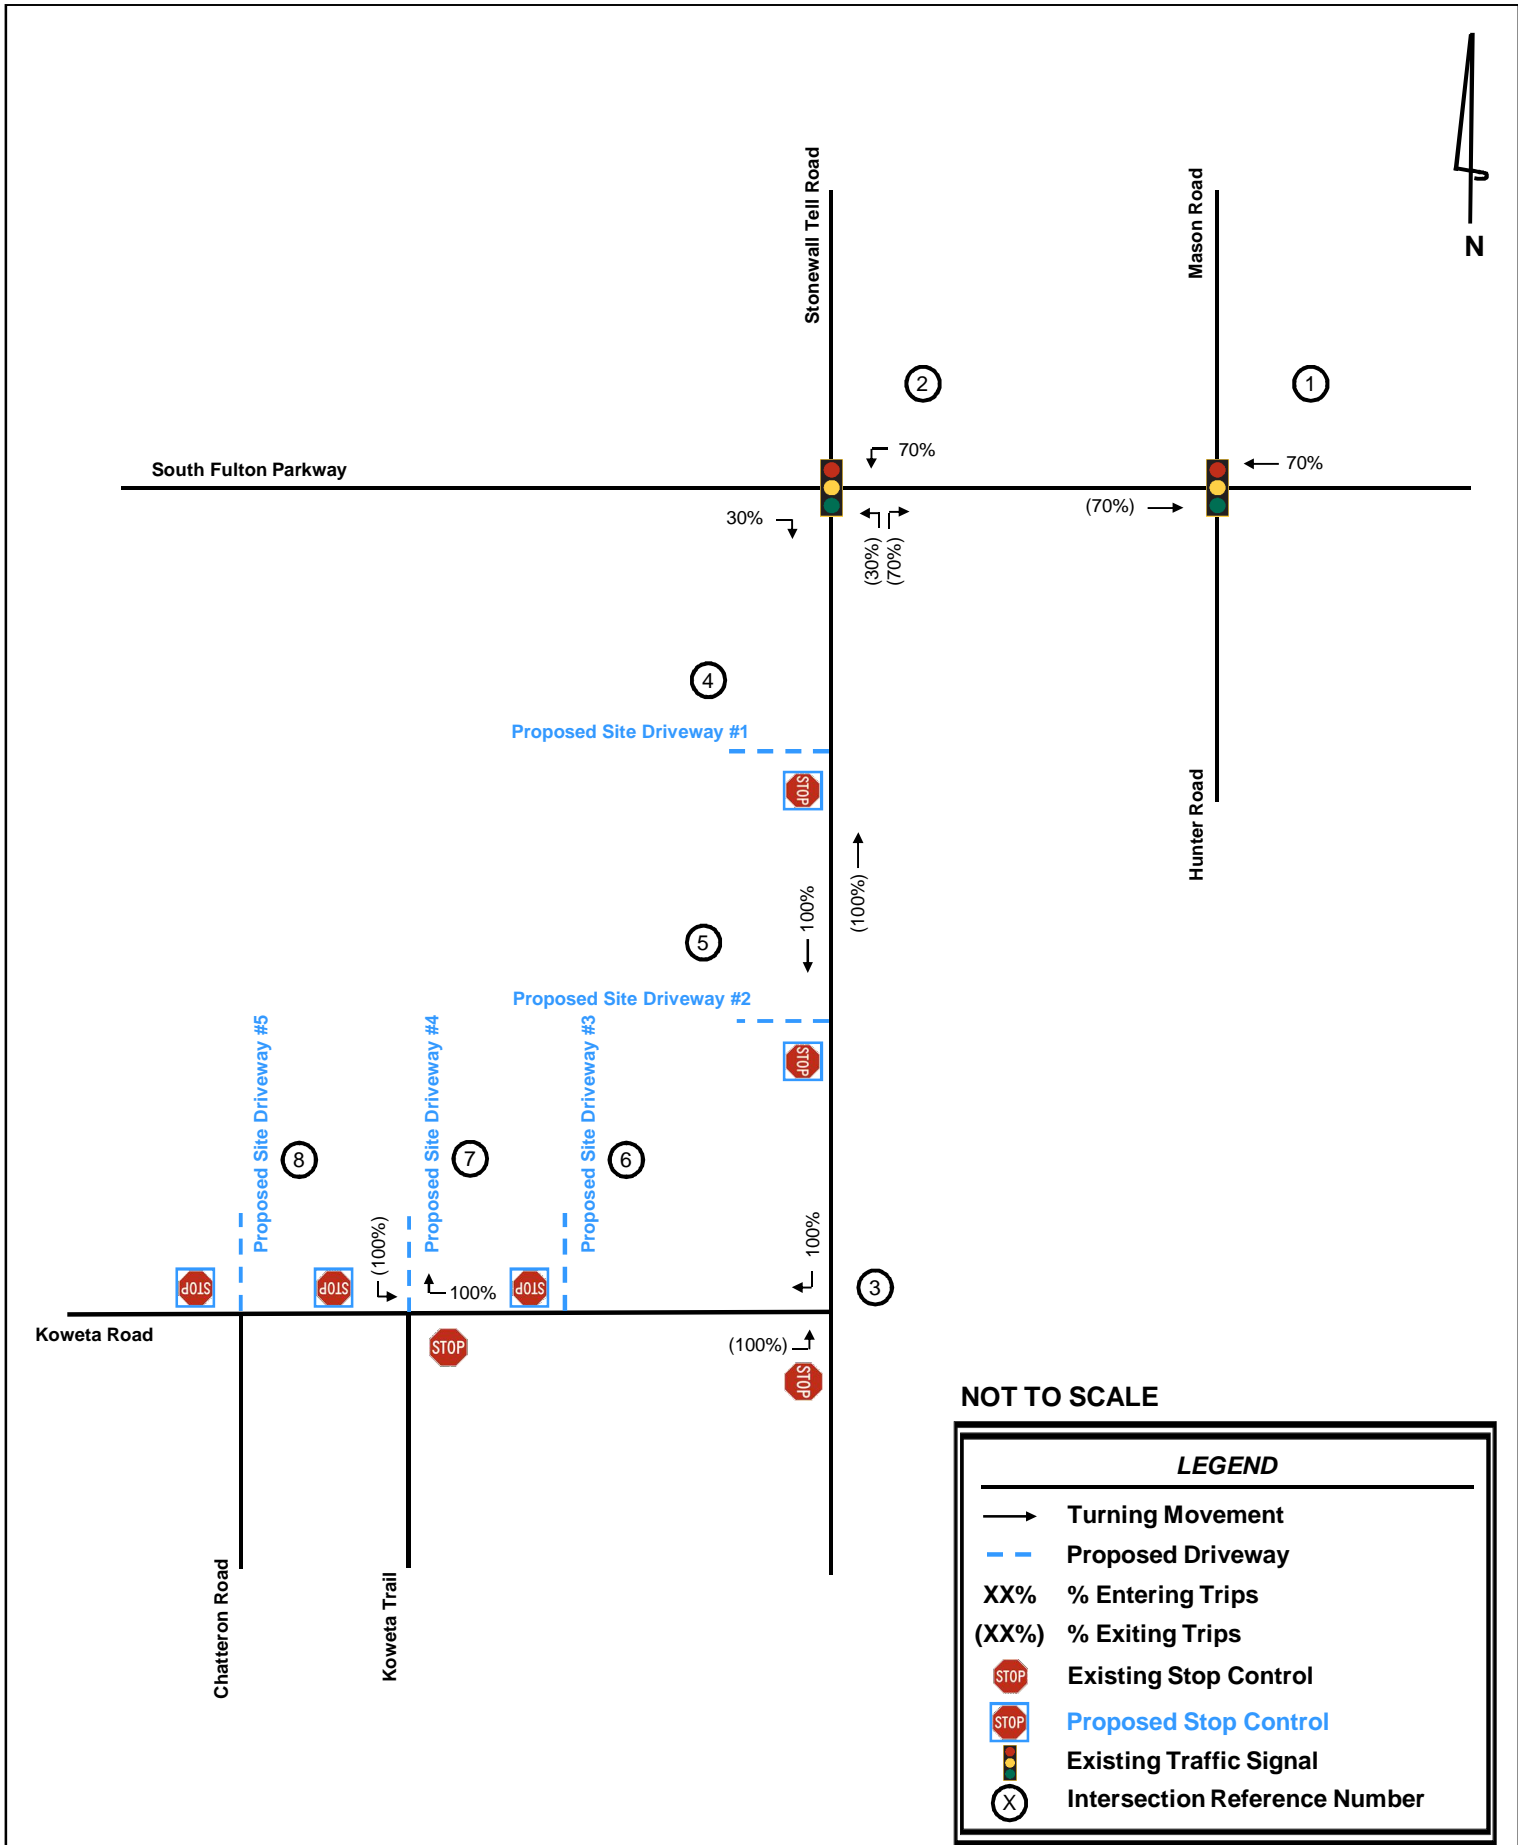 Stonewall Tell Road
Mason Road
N
2
1
70%
South Fulton Parkway
70%
30%
(70%)
(30%)
(70%)
4
Proposed Site Driveway #1
STOP
Hunter Road
100%
(100%)
5
Proposed Site Driveway #2
STOP
Proposed Site Driveway #5
Proposed Site Driveway #4
Proposed Site Driveway #3
8
7
6
(100%)
100%
100%
3
STOP
STOP
STOP
Koweta Road
STOP
(100%)
STOP
NOT TO SCALE
LEGEND
Turning Movement
Proposed Driveway
XX% % Entering Trips
(XX%) % Exiting Trips
STOP Existing Stop Control
STOP Proposed Stop Control
Existing Traffic Signal
X Intersection Reference Number
Chatteron Road
Koweta Trail